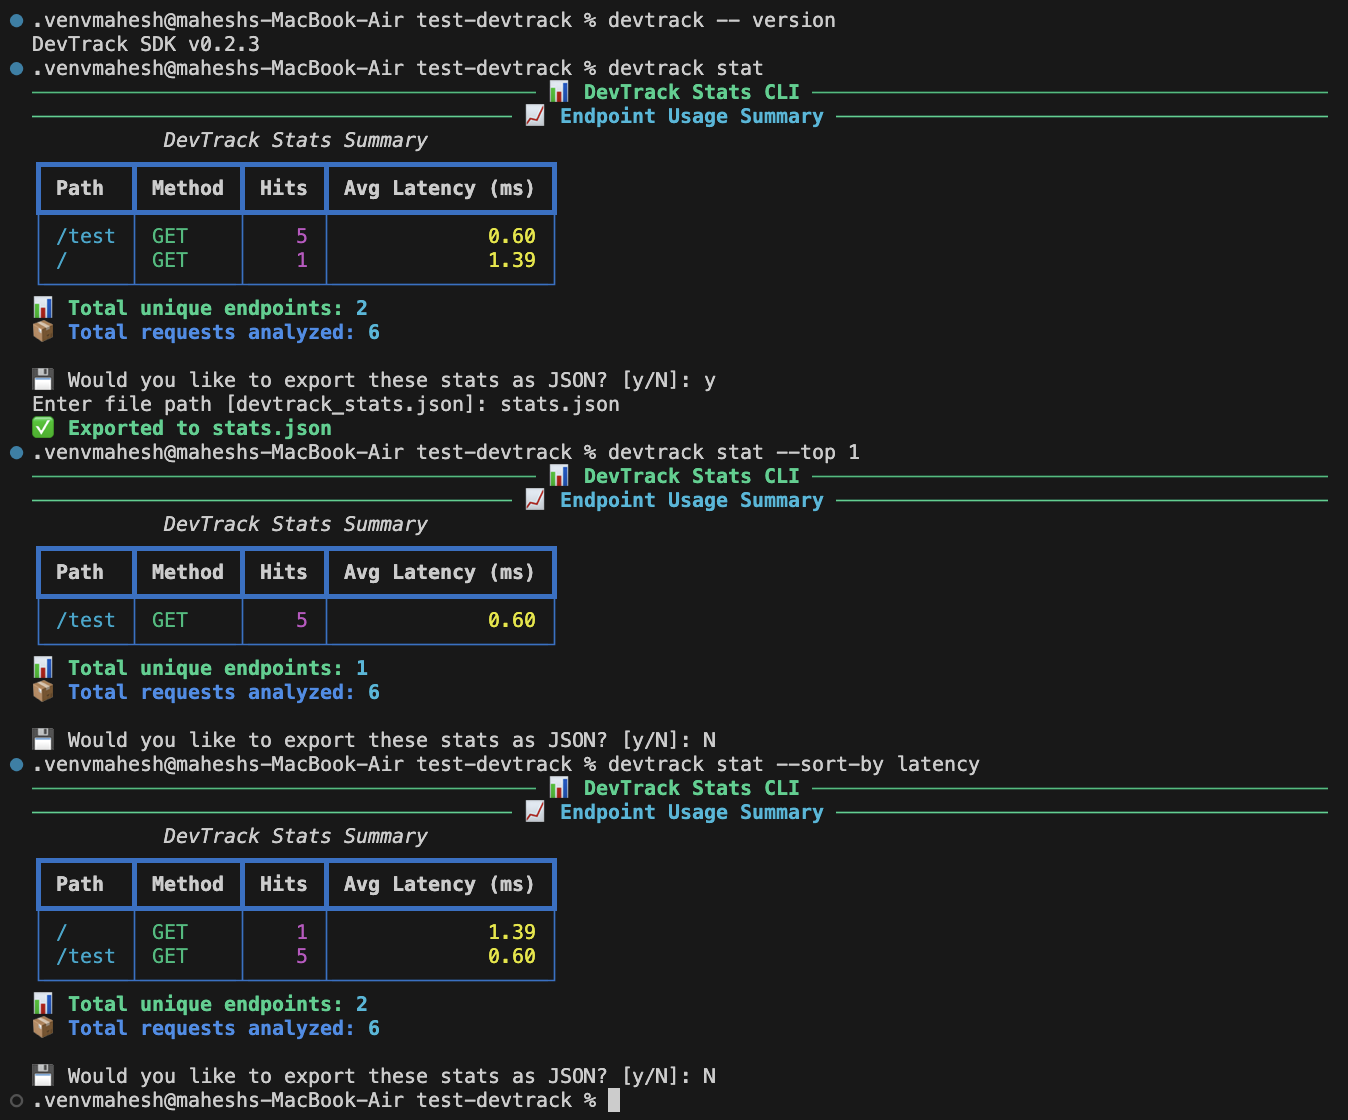 .venvmahesh@maheshs-MacBook-Air test-devtrack % devtrack -- version
DevTrack SDK v0.2.3
.venvmahesh@maheshs-MacBook-Air test-devtrack % devtrack stat
📊 DevTrack Stats CLI
📈 Endpoint Usage Summary
DevTrack Stats Summary
Path Method Hits Avg Latency (ms)
/test GET 5 0.60
/ GET 1 1.39
📊 Total unique endpoints: 2
📦 Total requests analyzed: 6
💾 Would you like to export these stats as JSON? [y/N]: y
Enter file path [devtrack_stats.json]: stats.json
✅ Exported to stats.json
.venvmahesh@maheshs-MacBook-Air test-devtrack % devtrack stat --top 1
📊 DevTrack Stats CLI
📈 Endpoint Usage Summary
DevTrack Stats Summary
Path Method Hits Avg Latency (ms)
/test GET 5 0.60
📊 Total unique endpoints: 1
📦 Total requests analyzed: 6
💾 Would you like to export these stats as JSON? [y/N]: N
.venvmahesh@maheshs-MacBook-Air test-devtrack % devtrack stat --sort-by latency
📊 DevTrack Stats CLI
📈 Endpoint Usage Summary
DevTrack Stats Summary
Path Method Hits Avg Latency (ms)
/ GET 1 1.39
/test GET 5 0.60
📊 Total unique endpoints: 2
📦 Total requests analyzed: 6
💾 Would you like to export these stats as JSON? [y/N]: N
.venvmahesh@maheshs-MacBook-Air test-devtrack %